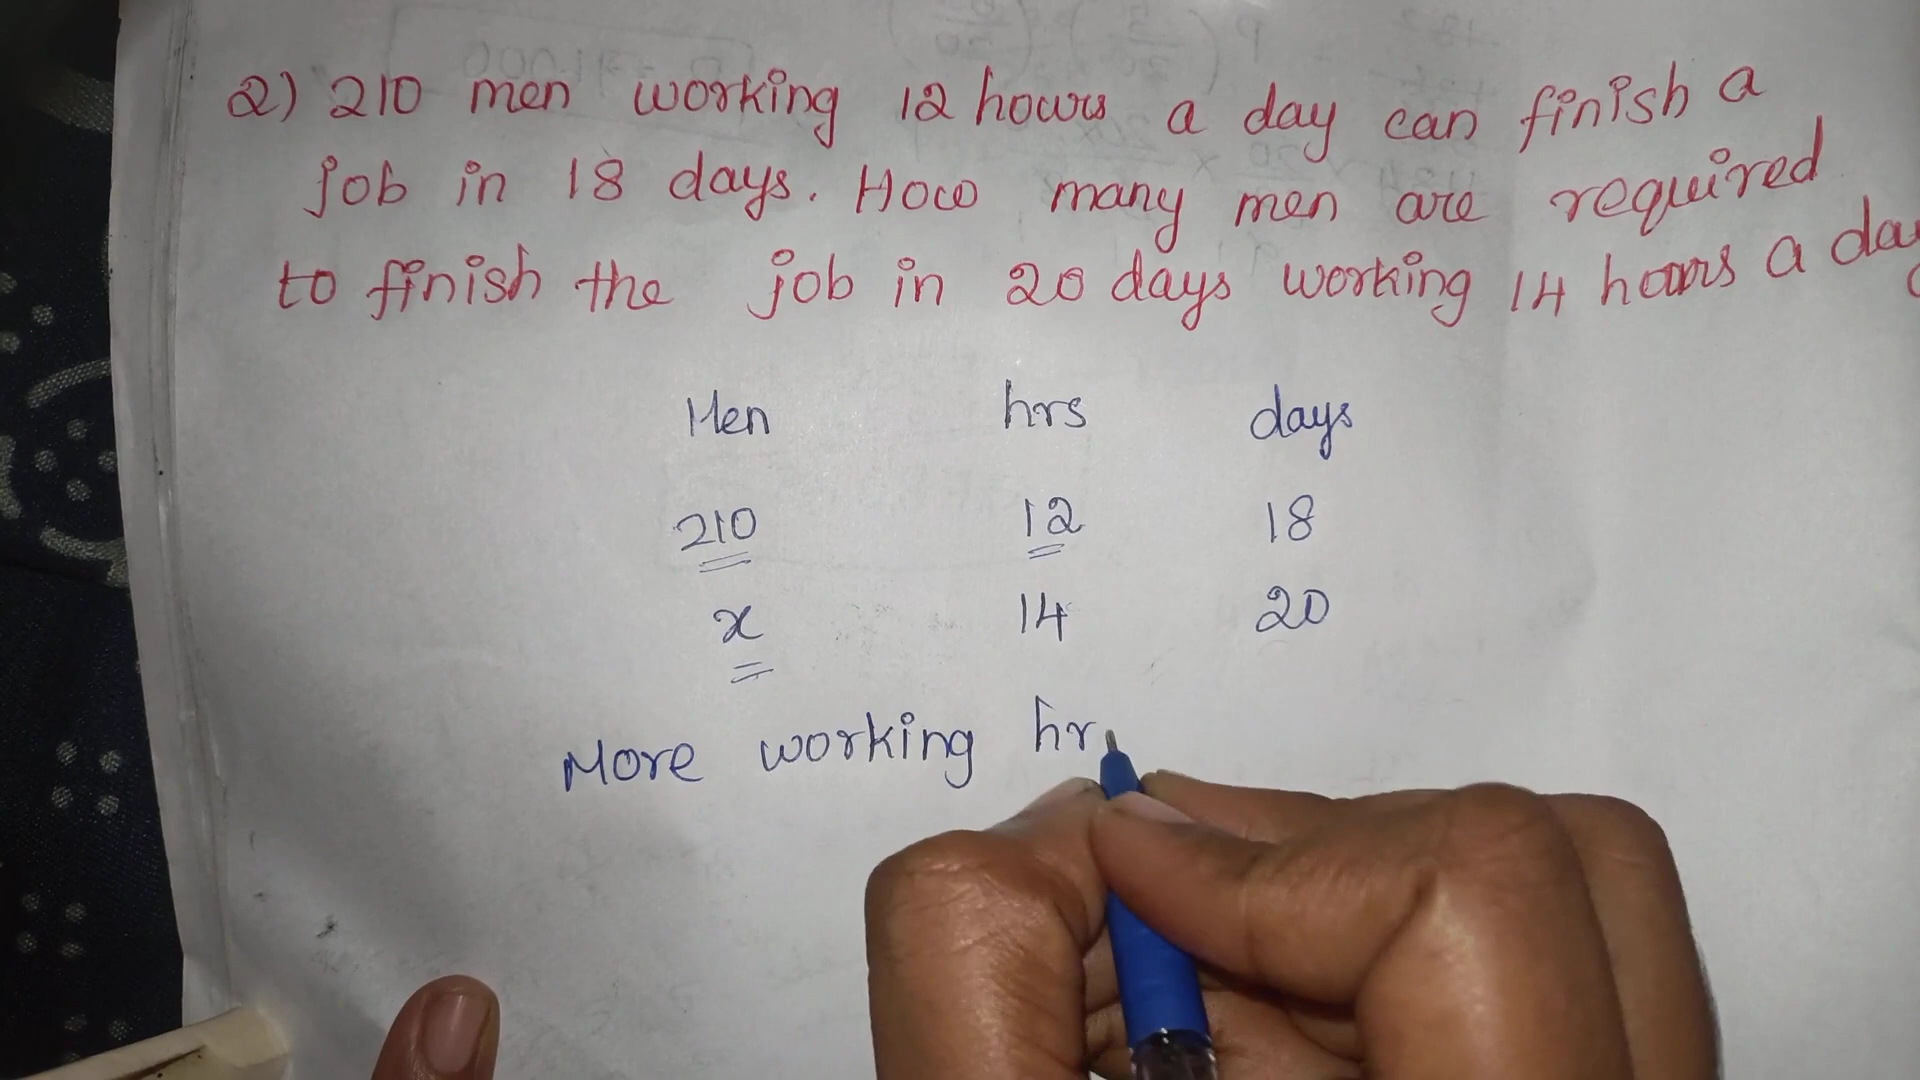 2) 210 men working 12 hours a day can finish a
job in 18 days. How many men are required
to finish the job in 20 days working 14 hours a day
Men hrs days
210 12 18
x 14 20
More working hr